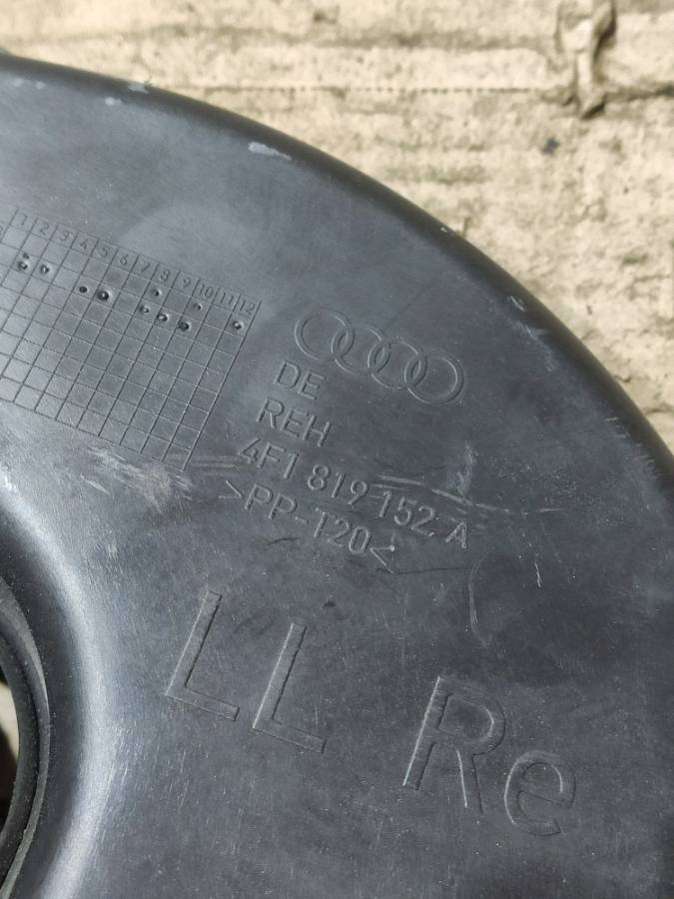 1 2 3 4 5 6 7 8 9 10 11 12
DE
REH
4F1 819 152 A
>PP-T20<
LL Re